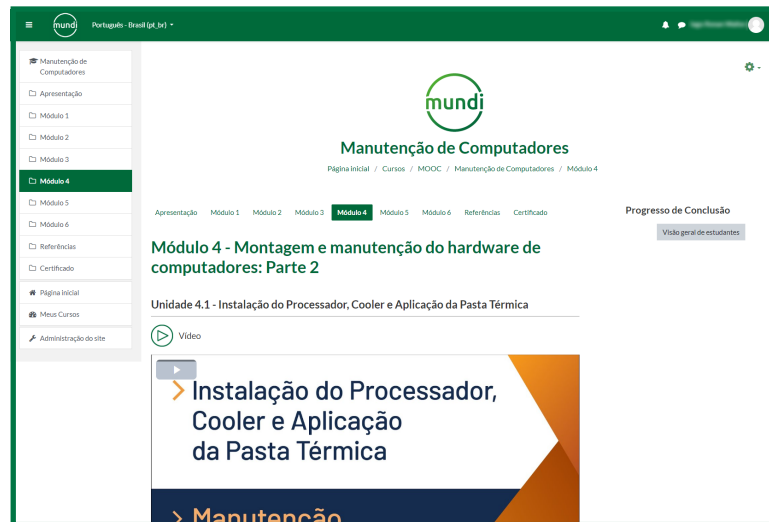 mundi
Português - Brasil (pt_br)
Manutenção de
Computadores
Apresentação
Módulo 1
Módulo 2
Módulo 3
Módulo 4
Módulo 5
Módulo 6
Referências
Certificado
Página inicial
Meus Cursos
Administração do site
mundi
Manutenção de Computadores
Página inicial / Cursos / MOOC / Manutenção de Computadores / Módulo 4
Apresentação Módulo 1 Módulo 2 Módulo 3 Módulo 4 Módulo 5 Módulo 6 Referências Certificado
Módulo 4 - Montagem e manutenção do hardware de
computadores: Parte 2
Unidade 4.1 - Instalação do Processador, Cooler e Aplicação da Pasta Térmica
Vídeo
Instalação do Processador,
Cooler e Aplicação
da Pasta Térmica
Manutenção
Progresso de Conclusão
Visão geral de estudantes